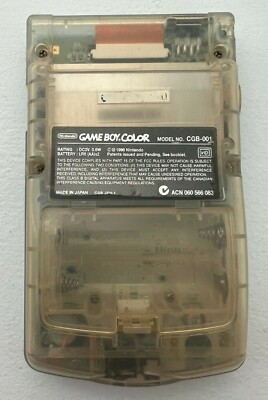 Nintendo GAME BOY COLOR MODEL NO. CGB-001
RATING : DC3V 0.6W © 1998 Nintendo
BATTERY : LR6 (AA)x2 Patents issued and Pending. See booklet.
THIS DEVICE COMPLIES WITH PART 15 OF THE FCC RULES. OPERATION IS
SUBJECT TO THE FOLLOWING TWO CONDITIONS: (1) THIS DEVICE MAY NOT
CAUSE HARMFUL INTERFERENCE, AND (2) THIS DEVICE MUST ACCEPT ANY
INTERFERENCE RECEIVED, INCLUDING INTERFERENCE THAT MAY CAUSE
UNDESIRED OPERATION.
THIS CLASS B DIGITAL APPARATUS MEETS ALL REQUIREMENTS OF THE CANADIAN
INTERFERENCE-CAUSING EQUIPMENT REGULATIONS.
ACN 060 566 083
MADE IN JAPAN